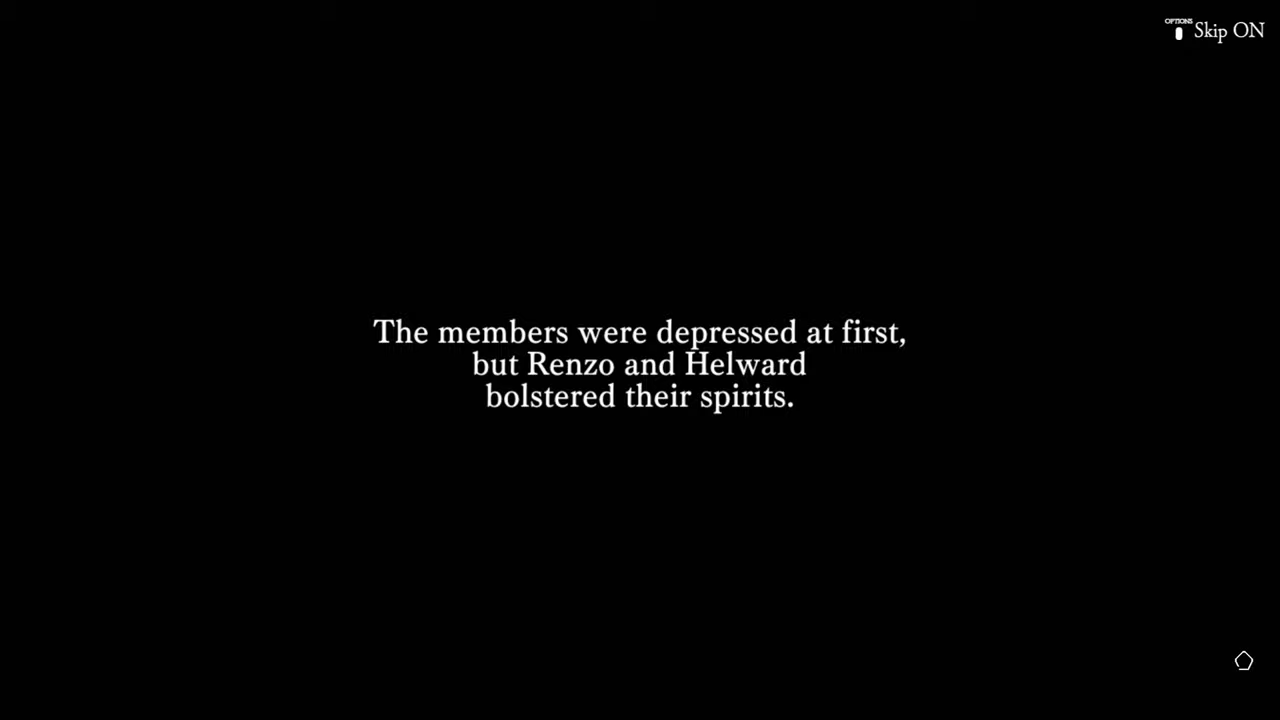 OPTIONS
Skip ON
The members were depressed at first,
but Renzo and Helward
bolstered their spirits.